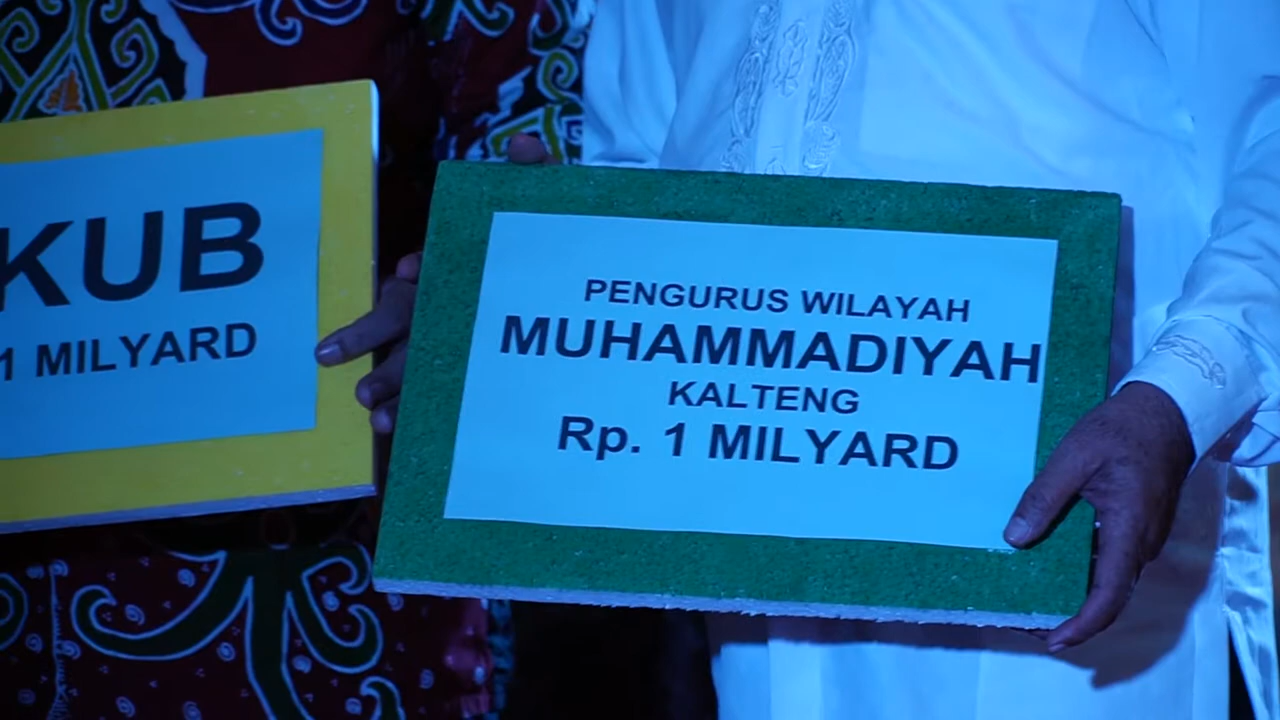 KUB
1 MILYARD
PENGURUS WILAYAH
MUHAMMADIYAH
KALTENG
Rp. 1 MILYARD